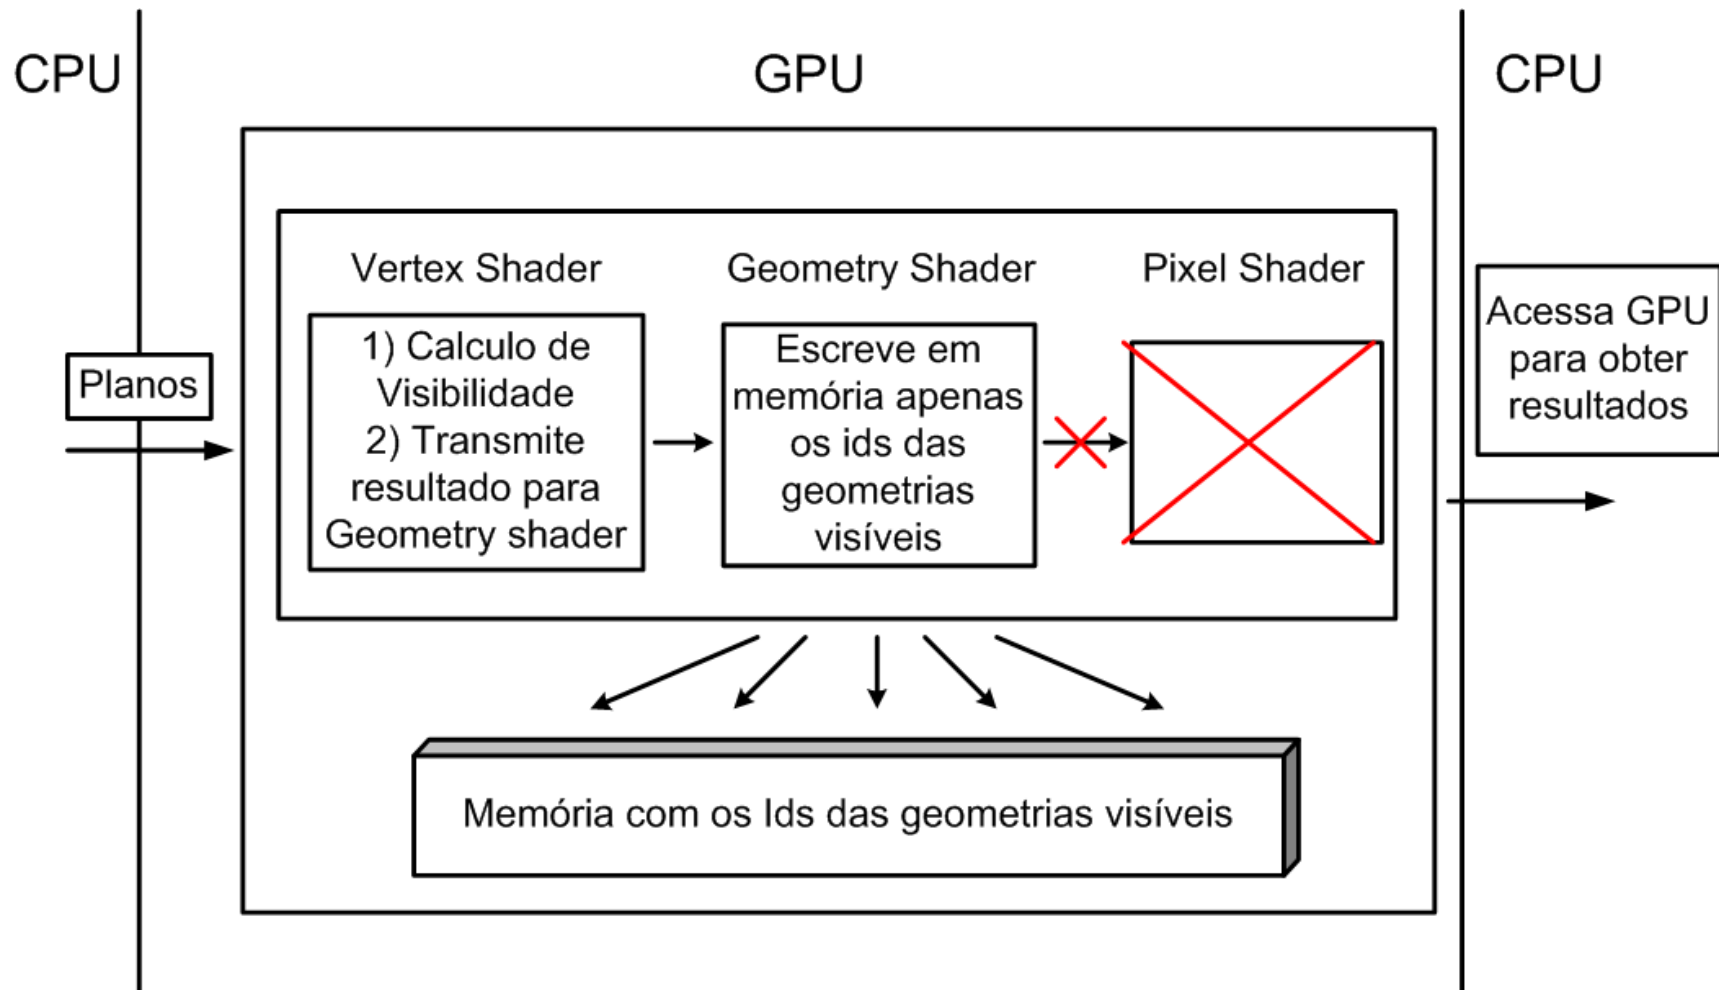 CPU
GPU
CPU
Planos
Vertex Shader
1) Calculo de
Visibilidade
2) Transmite
resultado para
Geometry shader
Geometry Shader
Escreve em
memória apenas
os ids das
geometrias
visíveis
Pixel Shader
Acessa GPU
para obter
resultados
Memória com os Ids das geometrias visíveis